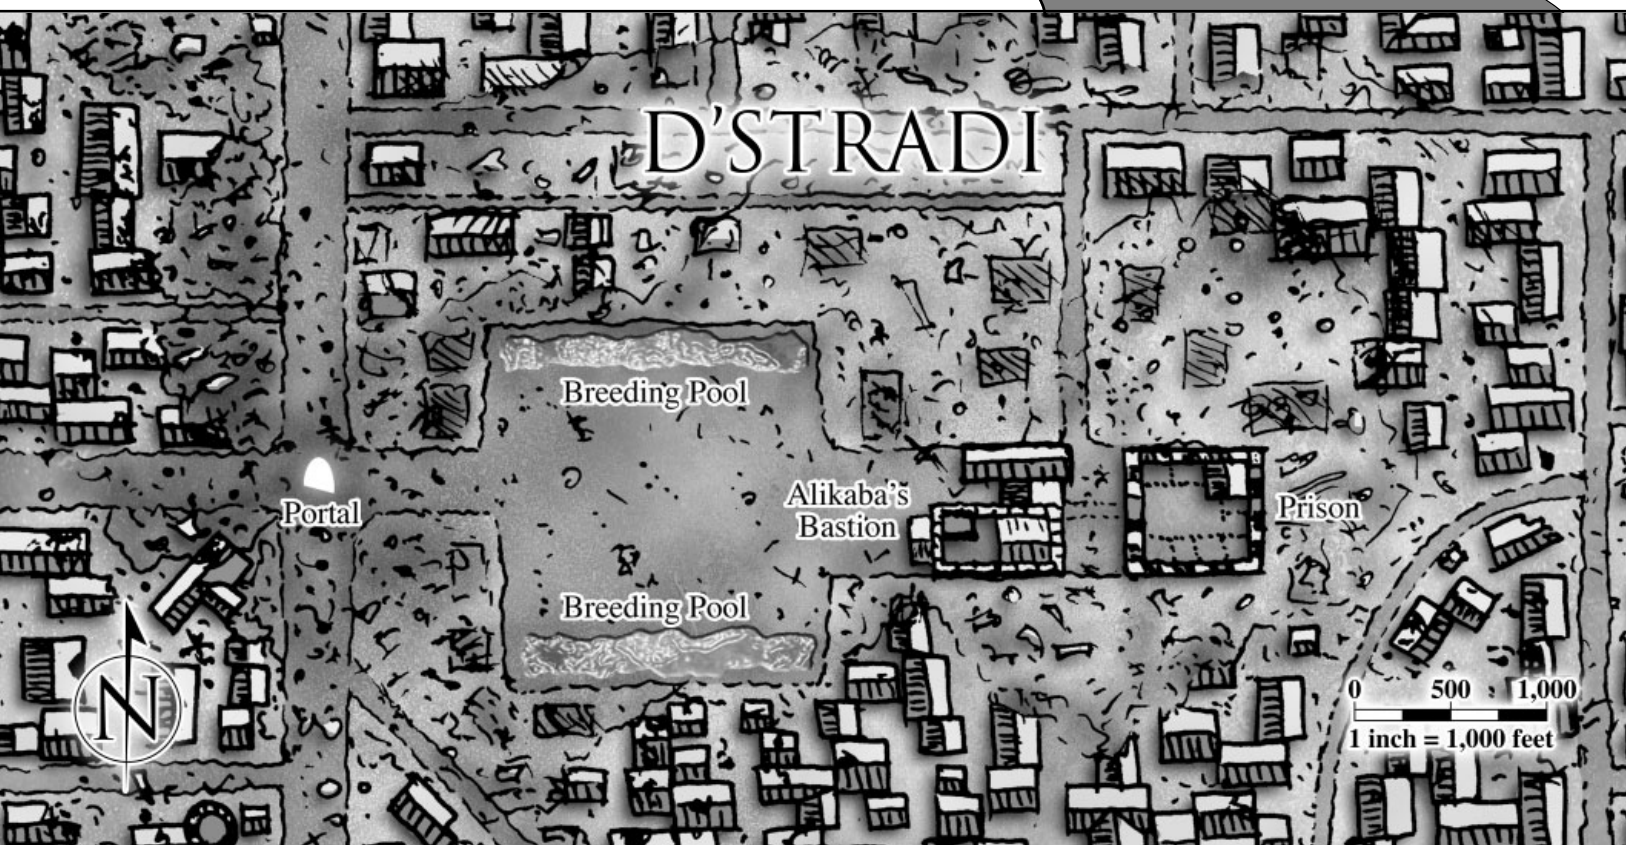 D'STRADI
Breeding Pool
Portal
Alikaba's
Bastion
Prison
Breeding Pool
N
0 500 1,000
1 inch = 1,000 feet